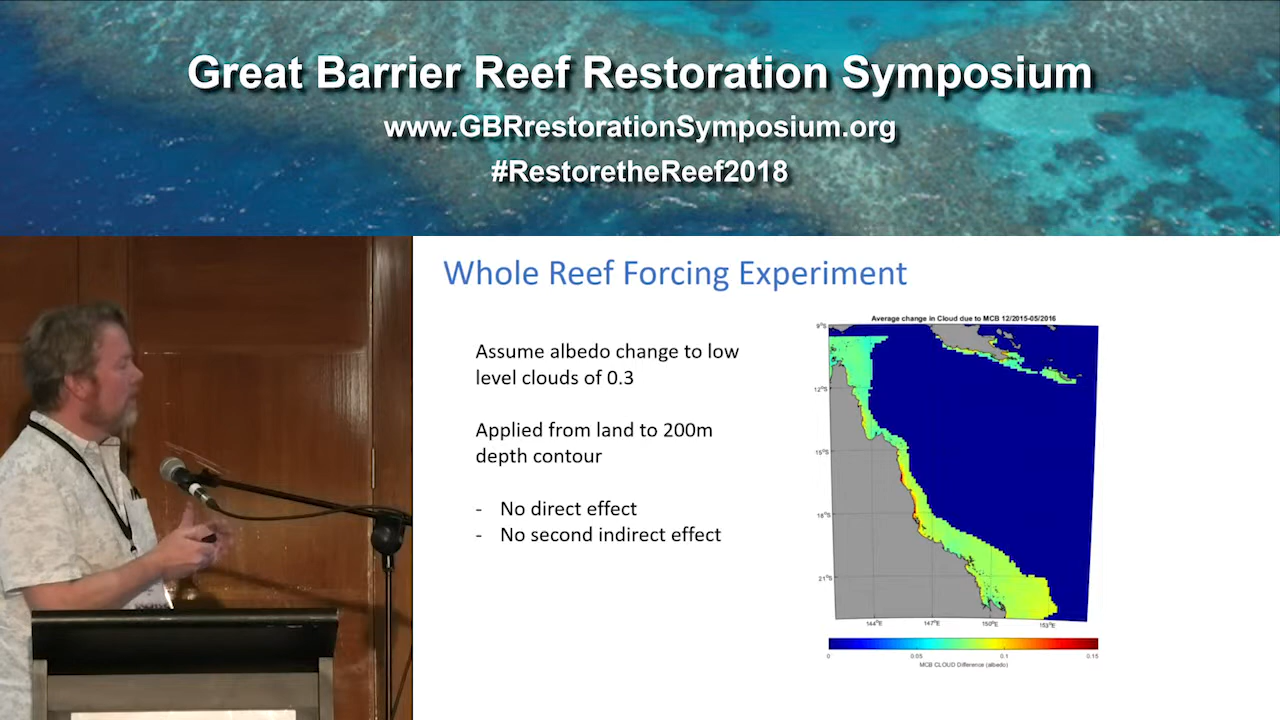 Great Barrier Reef Restoration Symposium
www.GBRrestorationSymposium.org
#RestoretheReef2018
Whole Reef Forcing Experiment
Assume albedo change to low
level clouds of 0.3
Applied from land to 200m
depth contour
- No direct effect
- No second indirect effect
Average change in Cloud due to MCB 12/2015-05/2016
9°S
12°S
15°S
18°S
21°S
144°E 147°E 150°E 153°E
0 0.05 0.1 0.15
MCB CLOUD Difference (albedo)